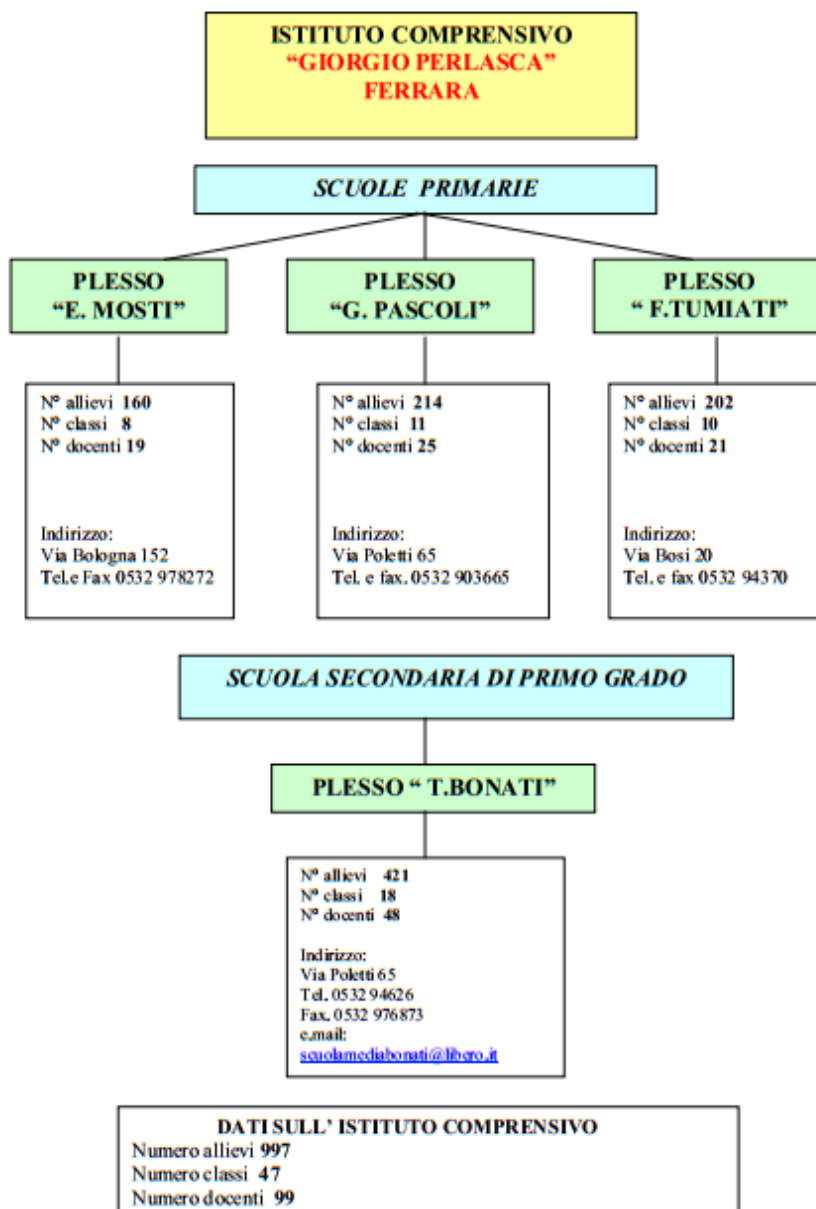 ISTITUTO COMPRENSIVO
“GIORGIO PERLASCA”
FERRARA
SCUOLE PRIMARIE
PLESSO
“E. MOSTI”
N° allievi 160
N° classi 8
N° docenti 19
Indirizzo:
Via Bologna 152
Tel.e Fax 0532 978272
PLESSO
“G. PASCOLI”
N° allievi 214
N° classi 11
N° docenti 25
Indirizzo:
Via Poletti 65
Tel. e fax. 0532 903665
PLESSO
“ F.TUMIATI”
N° allievi 202
N° classi 10
N° docenti 21
Indirizzo:
Via Bosi 20
Tel. e fax 0532 94370
SCUOLA SECONDARIA DI PRIMO GRADO
PLESSO “ T.BONATI”
N° allievi 421
N° classi 18
N° docenti 48
Indirizzo:
Via Poletti 65
Tel. 0532 94626
Fax. 0532 976873
e.mail:
scuolamediabonati@libero.it
DATI SULL’ ISTITUTO COMPRENSIVO
Numero allievi 997
Numero classi 47
Numero docenti 99